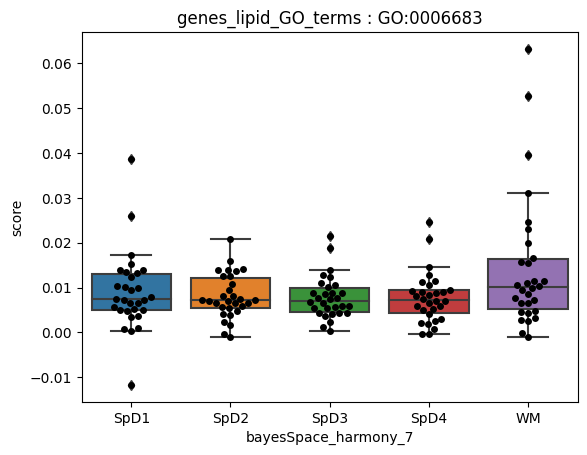 genes_lipid_GO_terms : GO:0006683
score
0.06
0.05
0.04
0.03
0.02
0.01
0.00
−0.01
SpD1 SpD2 SpD3 SpD4 WM
bayesSpace_harmony_7